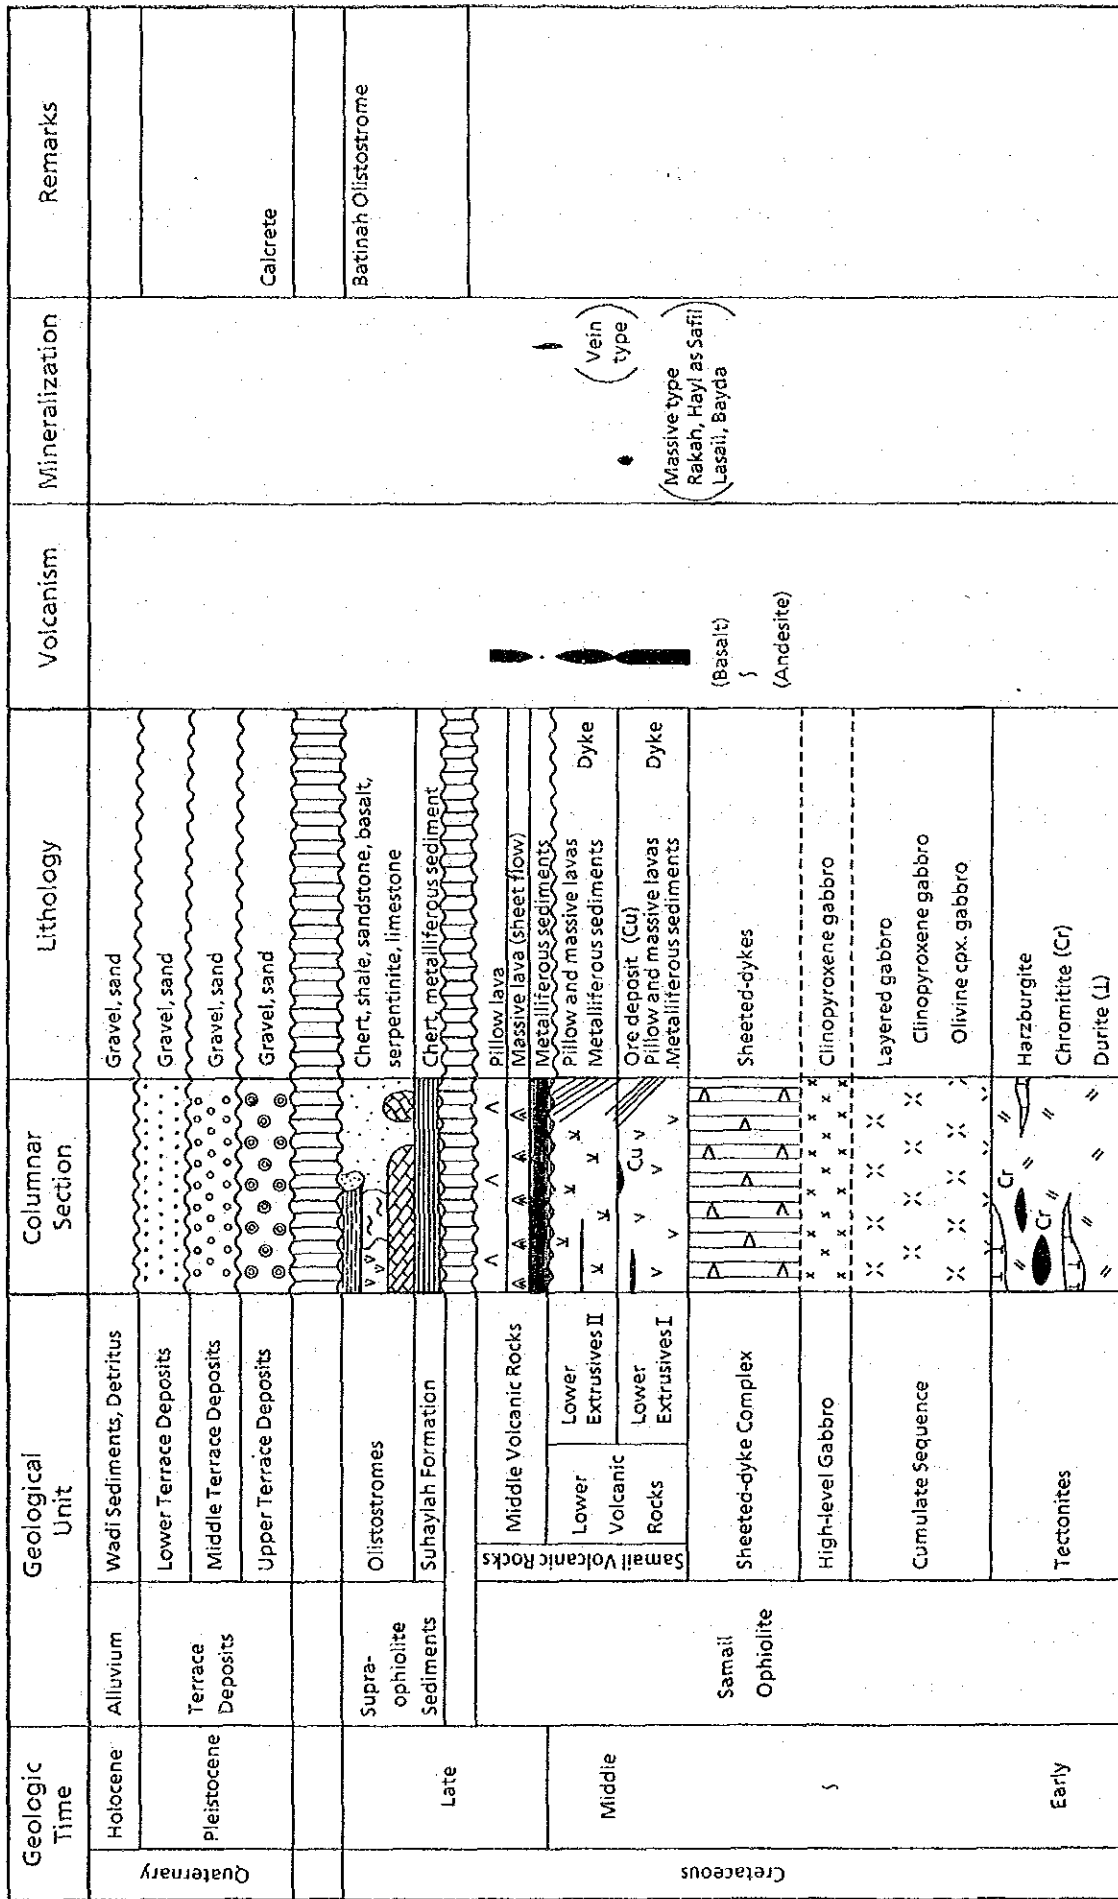 Geologic
Time
Geological
Unit
Columnar
Section
Lithology
Volcanism
Mineralization
Remarks
Quaternary
Holocene
Alluvium
Wadi Sediments, Detritus
Gravel, sand
Pleistocene
Terrace
Deposits
Lower Terrace Deposits
Gravel, sand
Middle Terrace Deposits
Gravel, sand
Upper Terrace Deposits
Gravel, sand
Calcrete
Cretaceous
Late
Supra-
ophiolite
Sediments
Olistostromes
Chert, shale, sandstone, basalt,
serpentinite, limestone
Batinah Olistostrome
Suhaylah Formation
Chert, metalliferous sediment
Samail
Ophiolite
Samail Volcanic Rocks
Middle Volcanic Rocks
Pillow lava
Massive lava (sheet flow)
Metalliferous sediments
Middle
Lower
Volcanic
Rocks
Lower
Extrusives II
Pillow and massive lavas
Metalliferous sediments
Dyke
(Vein
type)
Lower
Extrusives I
Cu
Ore deposit (Cu)
Pillow and massive lavas
Metalliferous sediments
Dyke
(Massive type
Rakah, Hayl as Safil
Lasail, Bayda)
Sheeted-dyke Complex
Sheeted-dykes
(Basalt)
⟆
(Andesite)
High-level Gabbro
Clinopyroxene gabbro
⟆
Cumulate Sequence
Layered gabbro
Clinopyroxene gabbro
Olivine cpx. gabbro
Early
Tectonites
Cr
Cr
Harzburgite
Chromitite (Cr)
Durite (⊥)